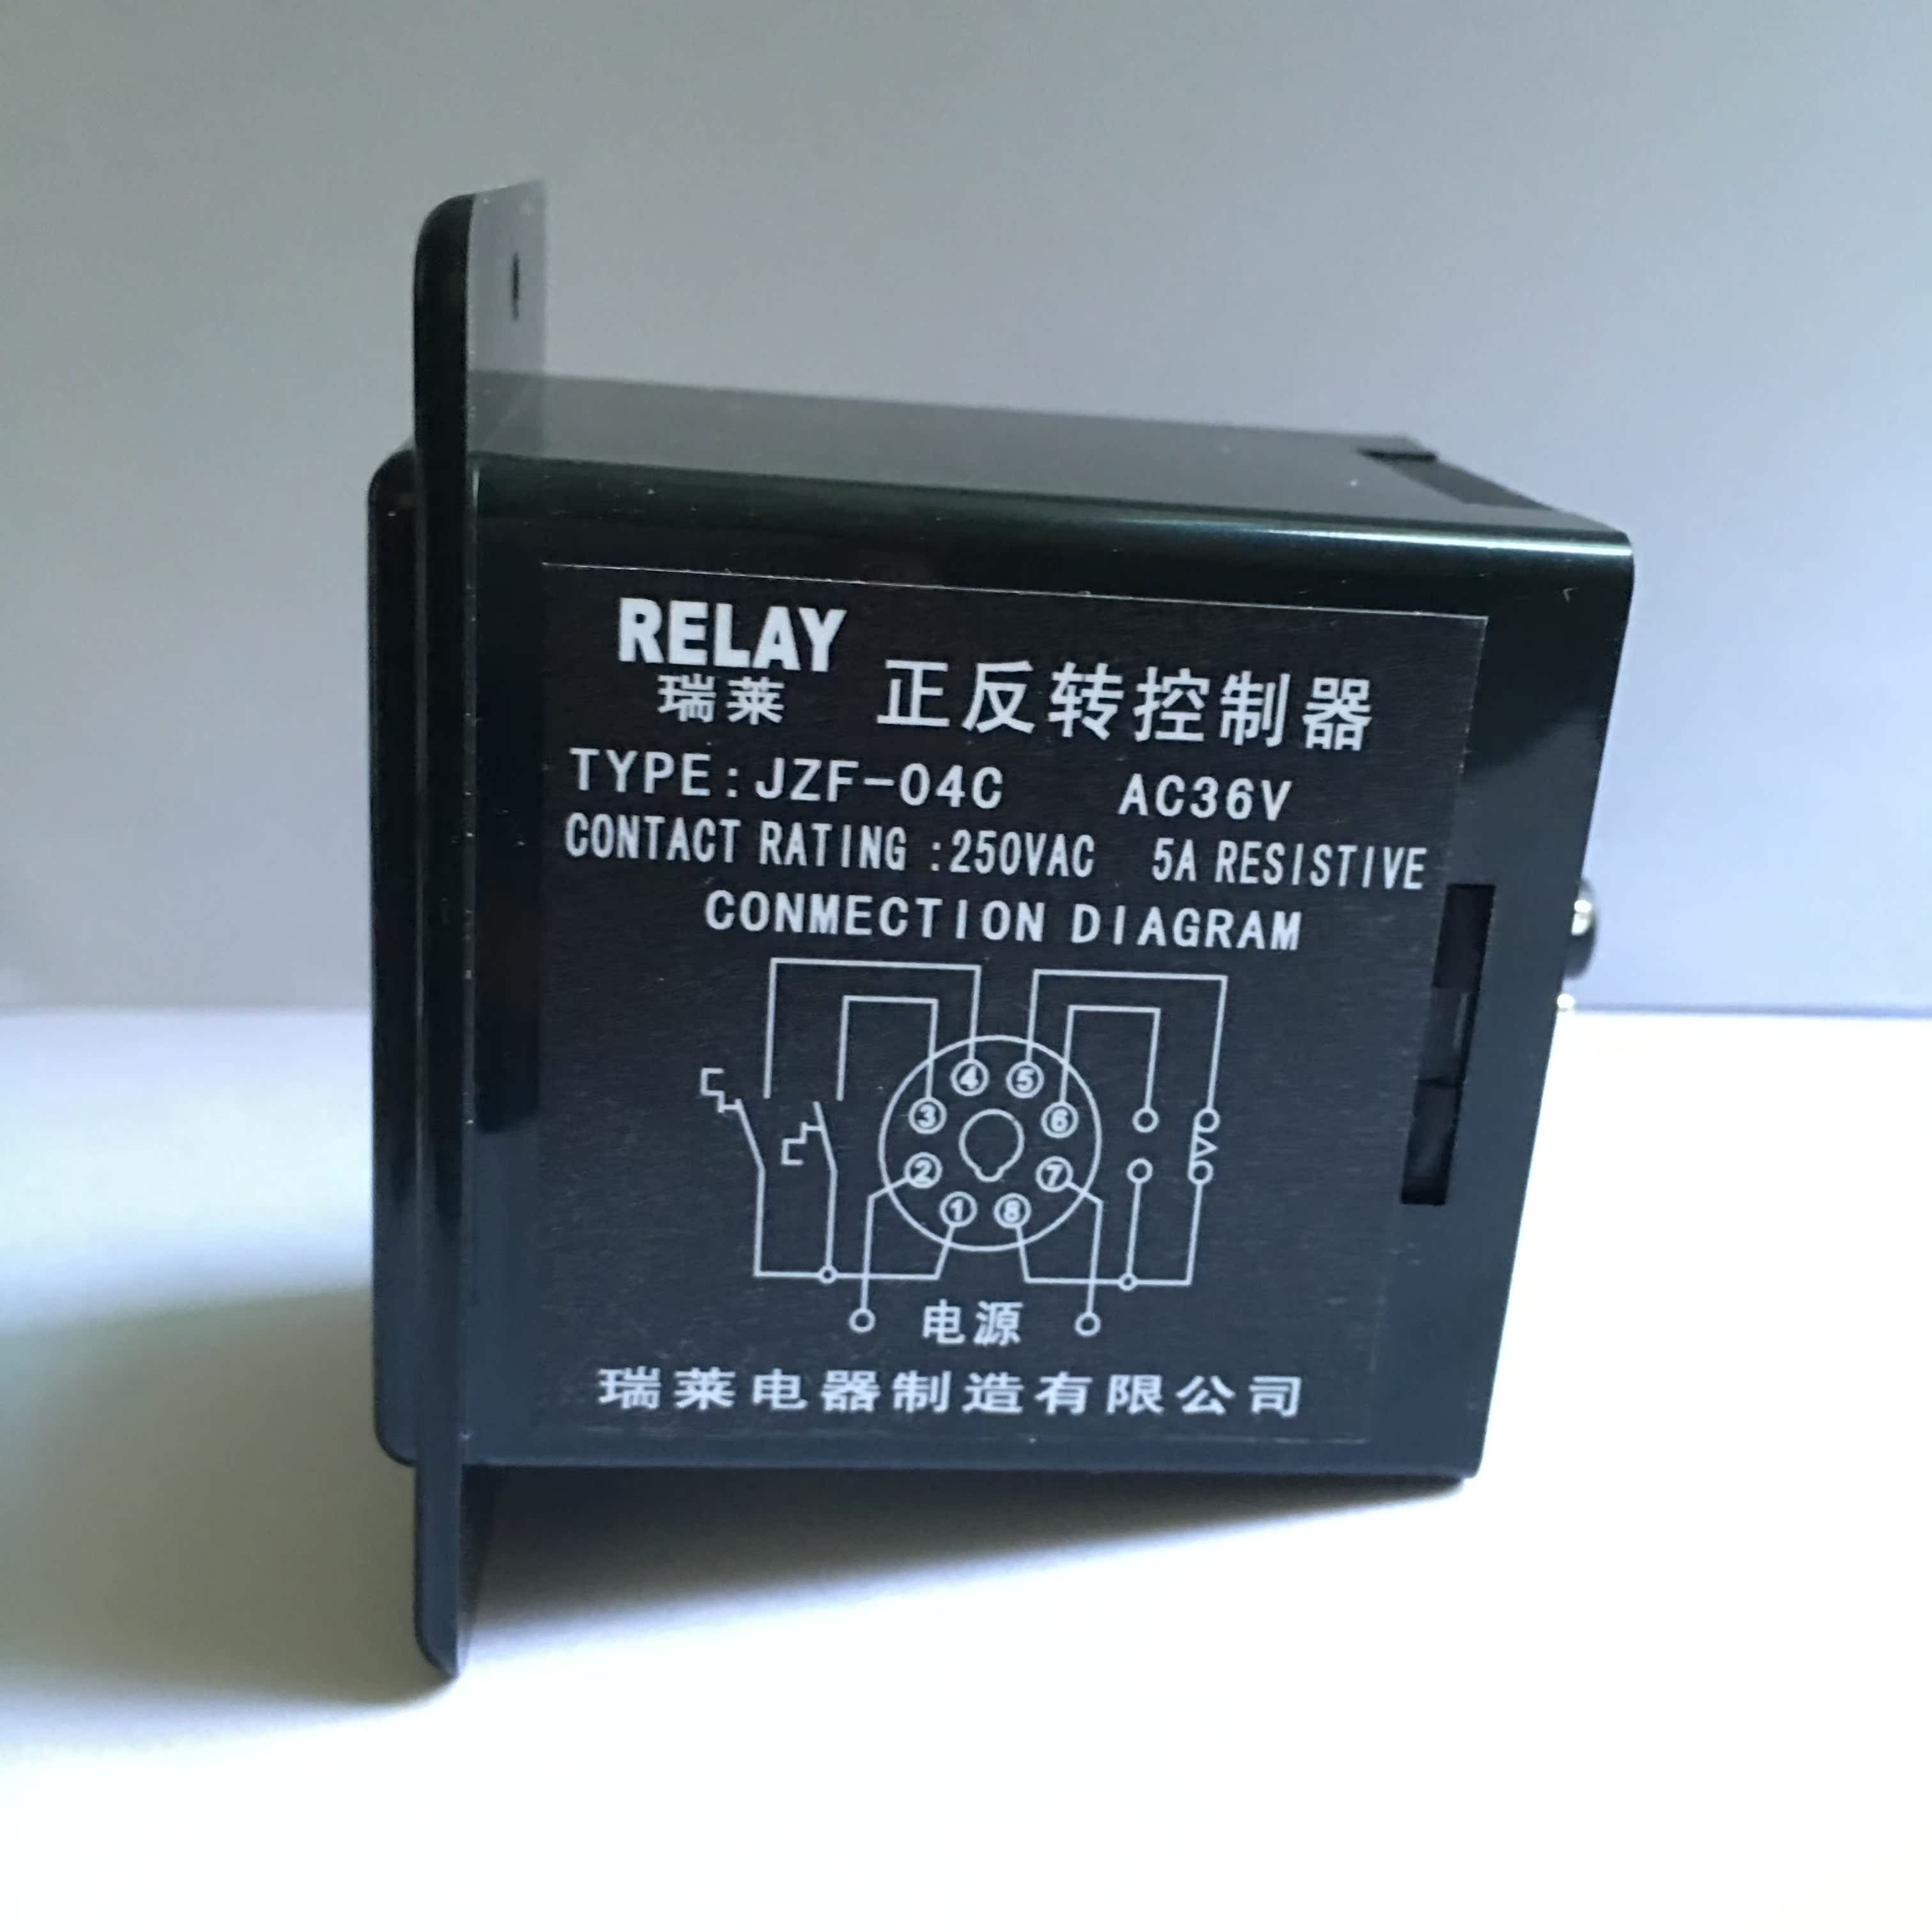 RELAY
瑞莱 正反转控制器
TYPE:JZF-04C AC36V
CONTACT RATING :250VAC 5A RESISTIVE
CONMECTION DIAGRAM
4 5
3 6
2 7
1 8
电源
瑞莱电器制造有限公司